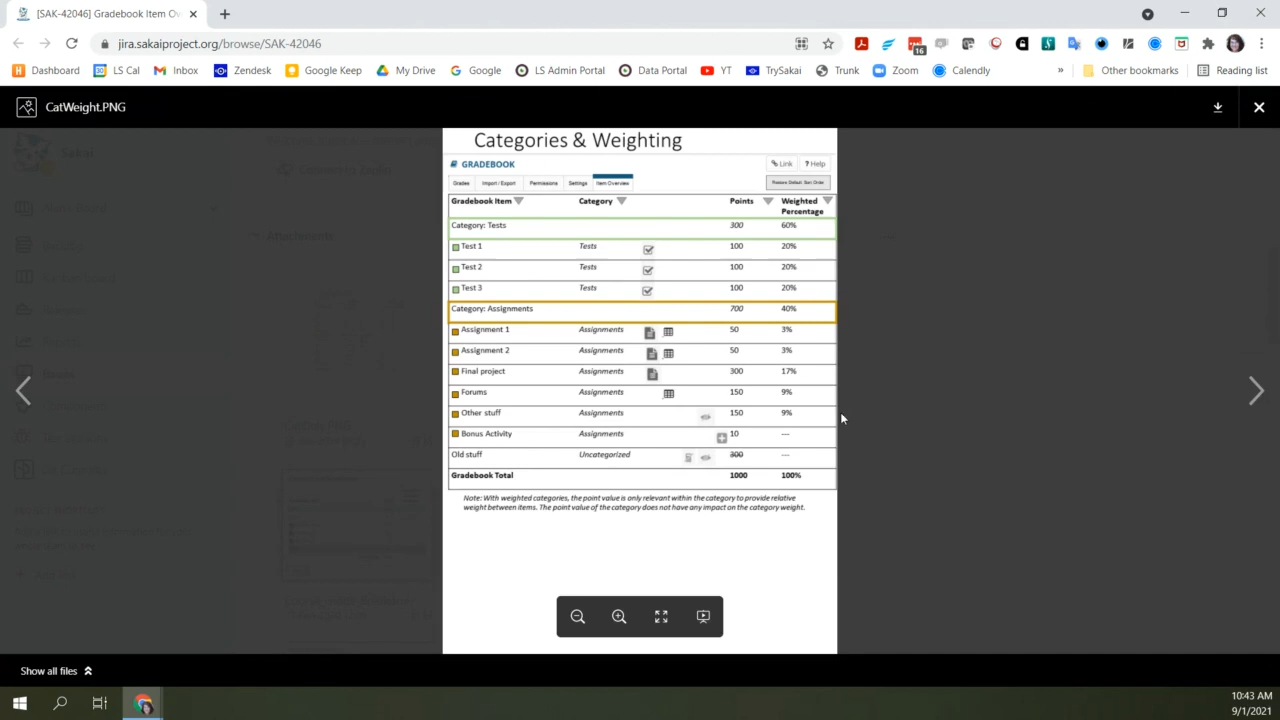 [SAK-42046] Gradebook Item Ov
jira.sakaiproject.org/browse/SAK-42046
16
Dashboard LS Cal Inbox Zendesk Google Keep My Drive Google LS Admin Portal Data Portal YT TrySakai Trunk Zoom Calendly » Other bookmarks Reading list
CatWeight.PNG
Categories & Weighting
GRADEBOOK Link ? Help
Grades Import / Export Permissions Settings Item Overview Restore Default Sort Order
Gradebook Item Category Points Weighted
Percentage
Category: Tests 300 60%
Test 1 Tests 100 20%
Test 2 Tests 100 20%
Test 3 Tests 100 20%
Category: Assignments 700 40%
Assignment 1 Assignments 50 3%
Assignment 2 Assignments 50 3%
Final project Assignments 300 17%
Forums Assignments 150 9%
Other stuff Assignments 150 9%
Bonus Activity Assignments 10 ---
Old stuff Uncategorized 300 ---
Gradebook Total 1000 100%
Note: With weighted categories, the point value is only relevant within the category to provide relative
weight between items. The point value of the category does not have any impact on the category weight.
Show all files
10:43 AM
9/1/2021